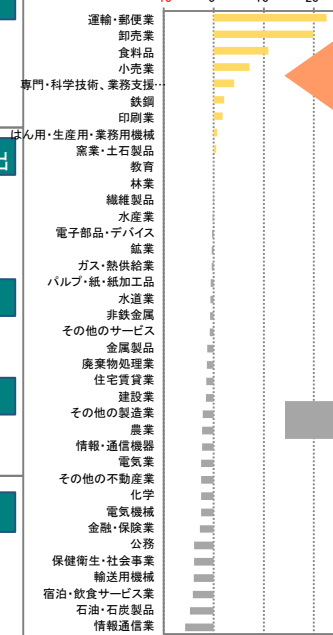 運輸・郵便業
卸売業
食料品
小売業
専門・科学技術、業務支援…
鉄鋼
印刷業
はん用・生産用・業務用機械
出
窯業・土石製品
教育
林業
繊維製品
水産業
電子部品・デバイス
鉱業
ガス・熱供給業
パルプ・紙・紙加工品
水道業
非鉄金属
その他のサービス
金属製品
廃棄物処理業
住宅賃貸業
建設業
その他の製造業
農業
情報・通信機器
電気業
その他の不動産業
化学
電気機械
金融・保険業
公務
保健衛生・社会事業
輸送用機械
宿泊・飲食サービス業
石油・石炭製品
情報通信業